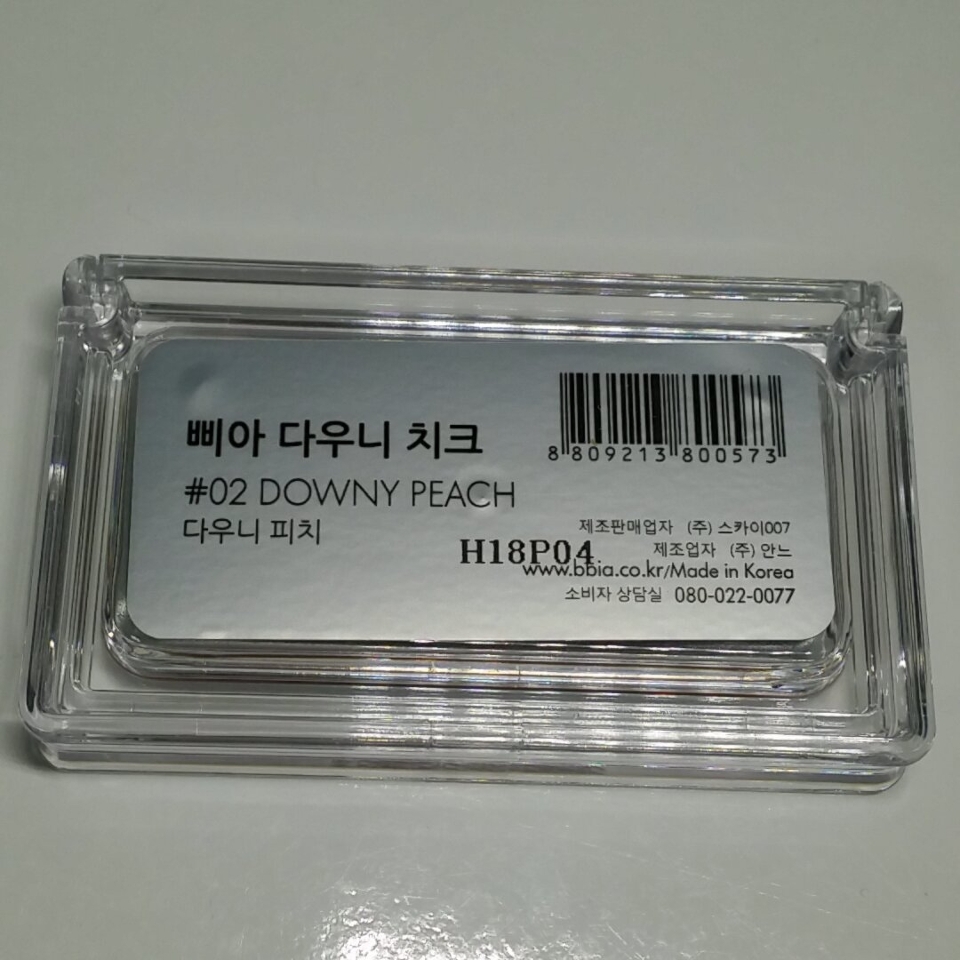 삐아 다우니 치크
#02 DOWNY PEACH
다우니 피치
8 809213 800573
제조판매업자 (주) 스카이007
H18P04
제조업자 (주) 안느
www.bbia.co.kr/Made in Korea
소비자 상담실 080-022-0077